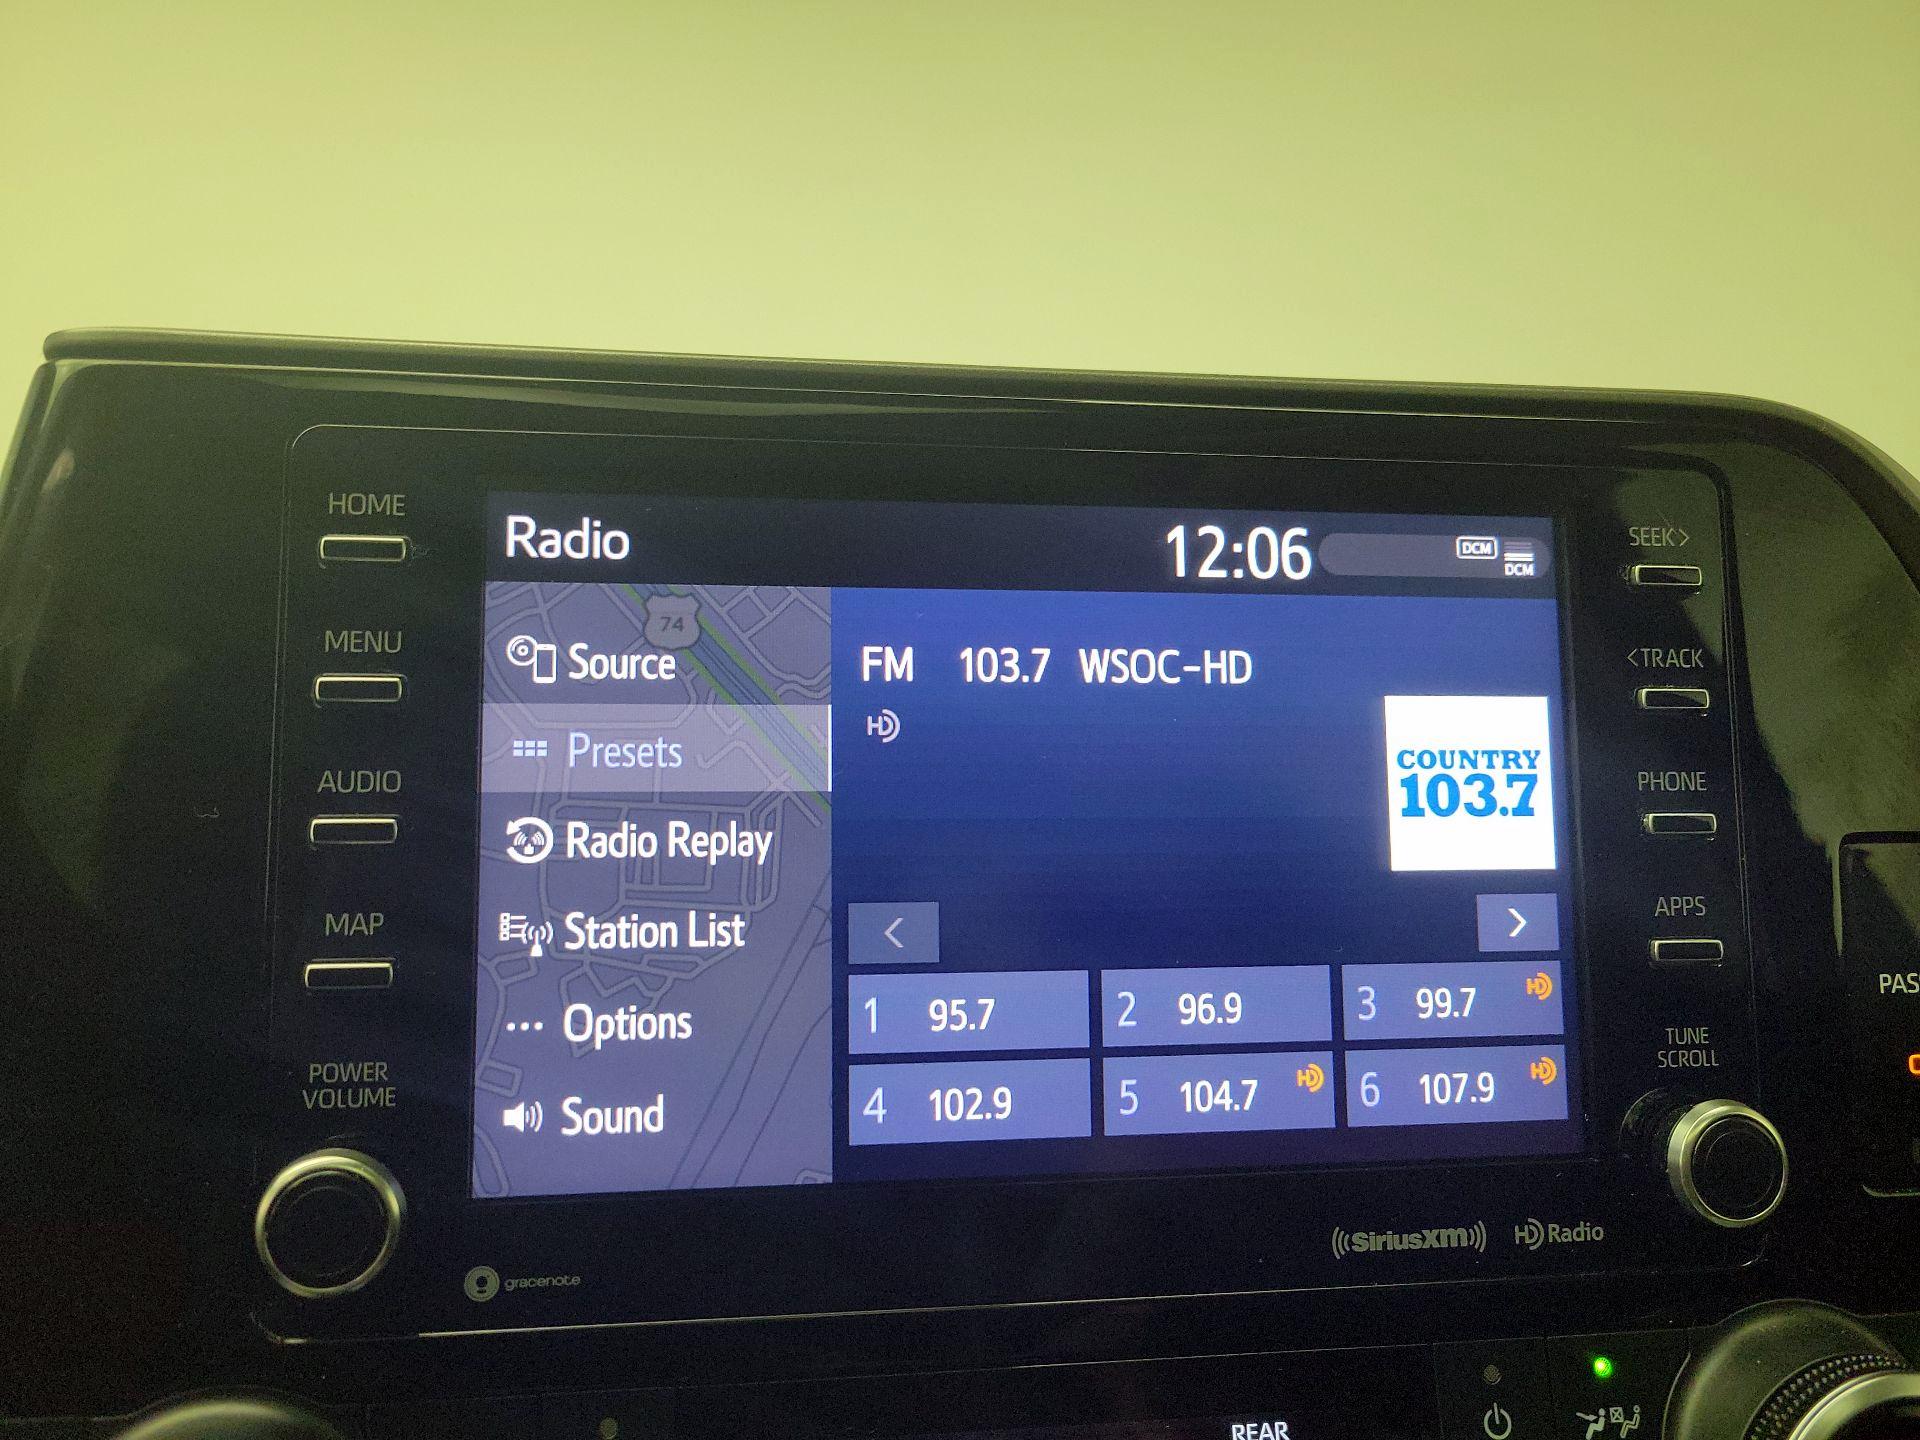 HOME
MENU
AUDIO
MAP
POWER
VOLUME
Radio
12:06
DCM
DCM
74
Source
Presets
Radio Replay
Station List
... Options
Sound
FM 103.7 WSOC-HD
HD
COUNTRY
103.7
< >
1 95.7
2 96.9
3 99.7 HD
4 102.9
5 104.7 HD
6 107.9 HD
SEEK>
<TRACK
PHONE
APPS
TUNE
SCROLL
gracenote
((SiriusXM))
HD Radio
PAS
REAR